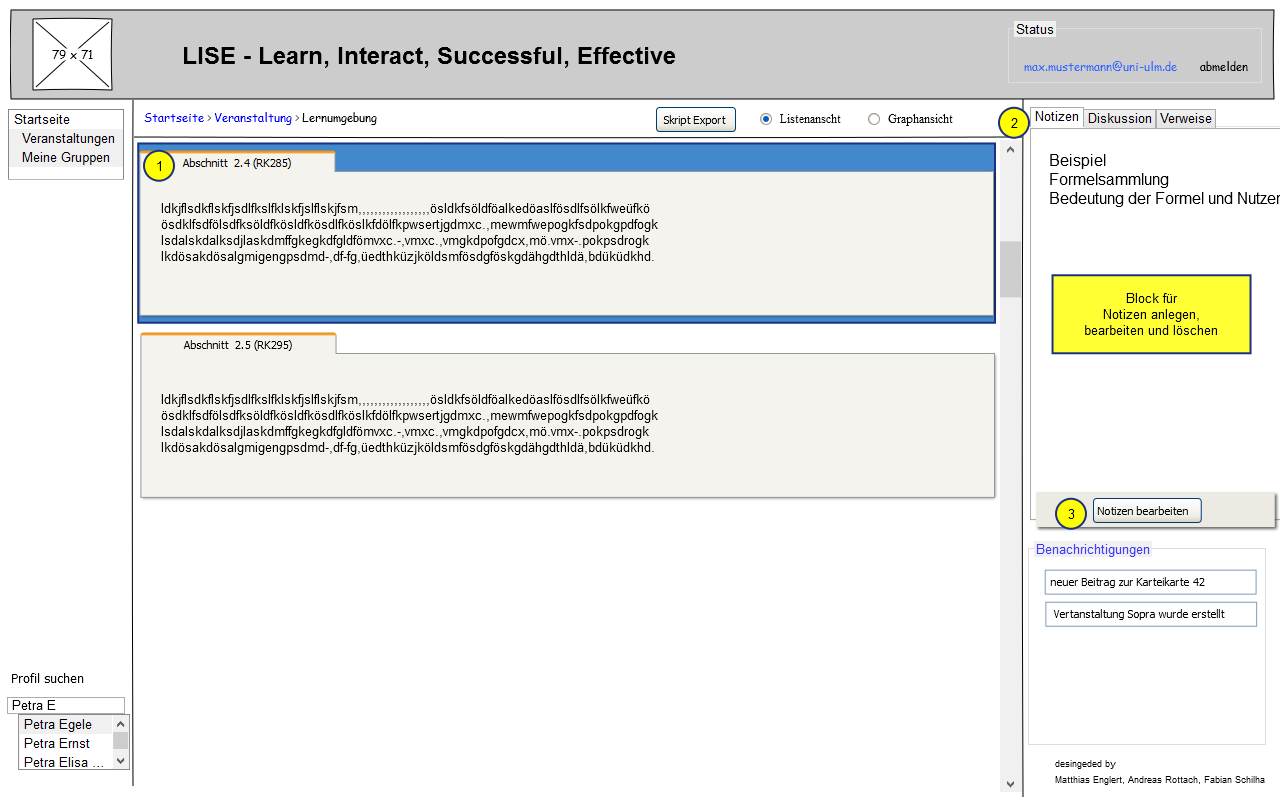 79 x 71
LISE - Learn, Interact, Successful, Effective
Status
max.mustermann@uni-ulm.de abmelden
Startseite
Veranstaltungen
Meine Gruppen
Startseite > Veranstaltung > Lernumgebung
Skript Export
Listenanscht
Graphansicht
2
Notizen Diskussion Verweise
1
Abschnitt 2.4 (RK285)
ldkjflsdkflskfjsdlfkslfklskfjslflskjfsm,,,,,,,,,,,,,,,,,,,ösldkfsöldföalkedöaslfösdlfsölkfweüfkö
ösdklfsdfölsdfksöldfkösldfkösdlfköslkfdölfkpwsertjgdmxc.,mewmfwepogkfsdpokgpdfogk
lsdalskdalksdjlaskdmffgkegkdfgldfömvxc.-,vmxc.,vmgkdpofgdcx,mö.vmx-.pokpsdrogk
lkdösakdösalgmigengpsdmd-,df-fg,üedthküzjköldsmfösdgföskgdähgdthldä,bdüküdkhd.
Abschnitt 2.5 (RK295)
ldkjflsdkflskfjsdlfkslfklskfjslflskjfsm,,,,,,,,,,,,,,,,,,,ösldkfsöldföalkedöaslfösdlfsölkfweüfkö
ösdklfsdfölsdfksöldfkösldfkösdlfköslkfdölfkpwsertjgdmxc.,mewmfwepogkfsdpokgpdfogk
lsdalskdalksdjlaskdmffgkegkdfgldfömvxc.-,vmxc.,vmgkdpofgdcx,mö.vmx-.pokpsdrogk
lkdösakdösalgmigengpsdmd-,df-fg,üedthküzjköldsmfösdgföskgdähgdthldä,bdüküdkhd.
Beispiel
Formelsammlung
Bedeutung der Formel und Nutzen
Block für
Notizen anlegen,
bearbeiten und löschen
3
Notizen bearbeiten
Benachrichtigungen
neuer Beitrag zur Karteikarte 42
Vertanstaltung Sopra wurde erstellt
Profil suchen
Petra E
Petra Egele
Petra Ernst
Petra Elisa ...
desingeded by
Matthias Englert, Andreas Rottach, Fabian Schilha